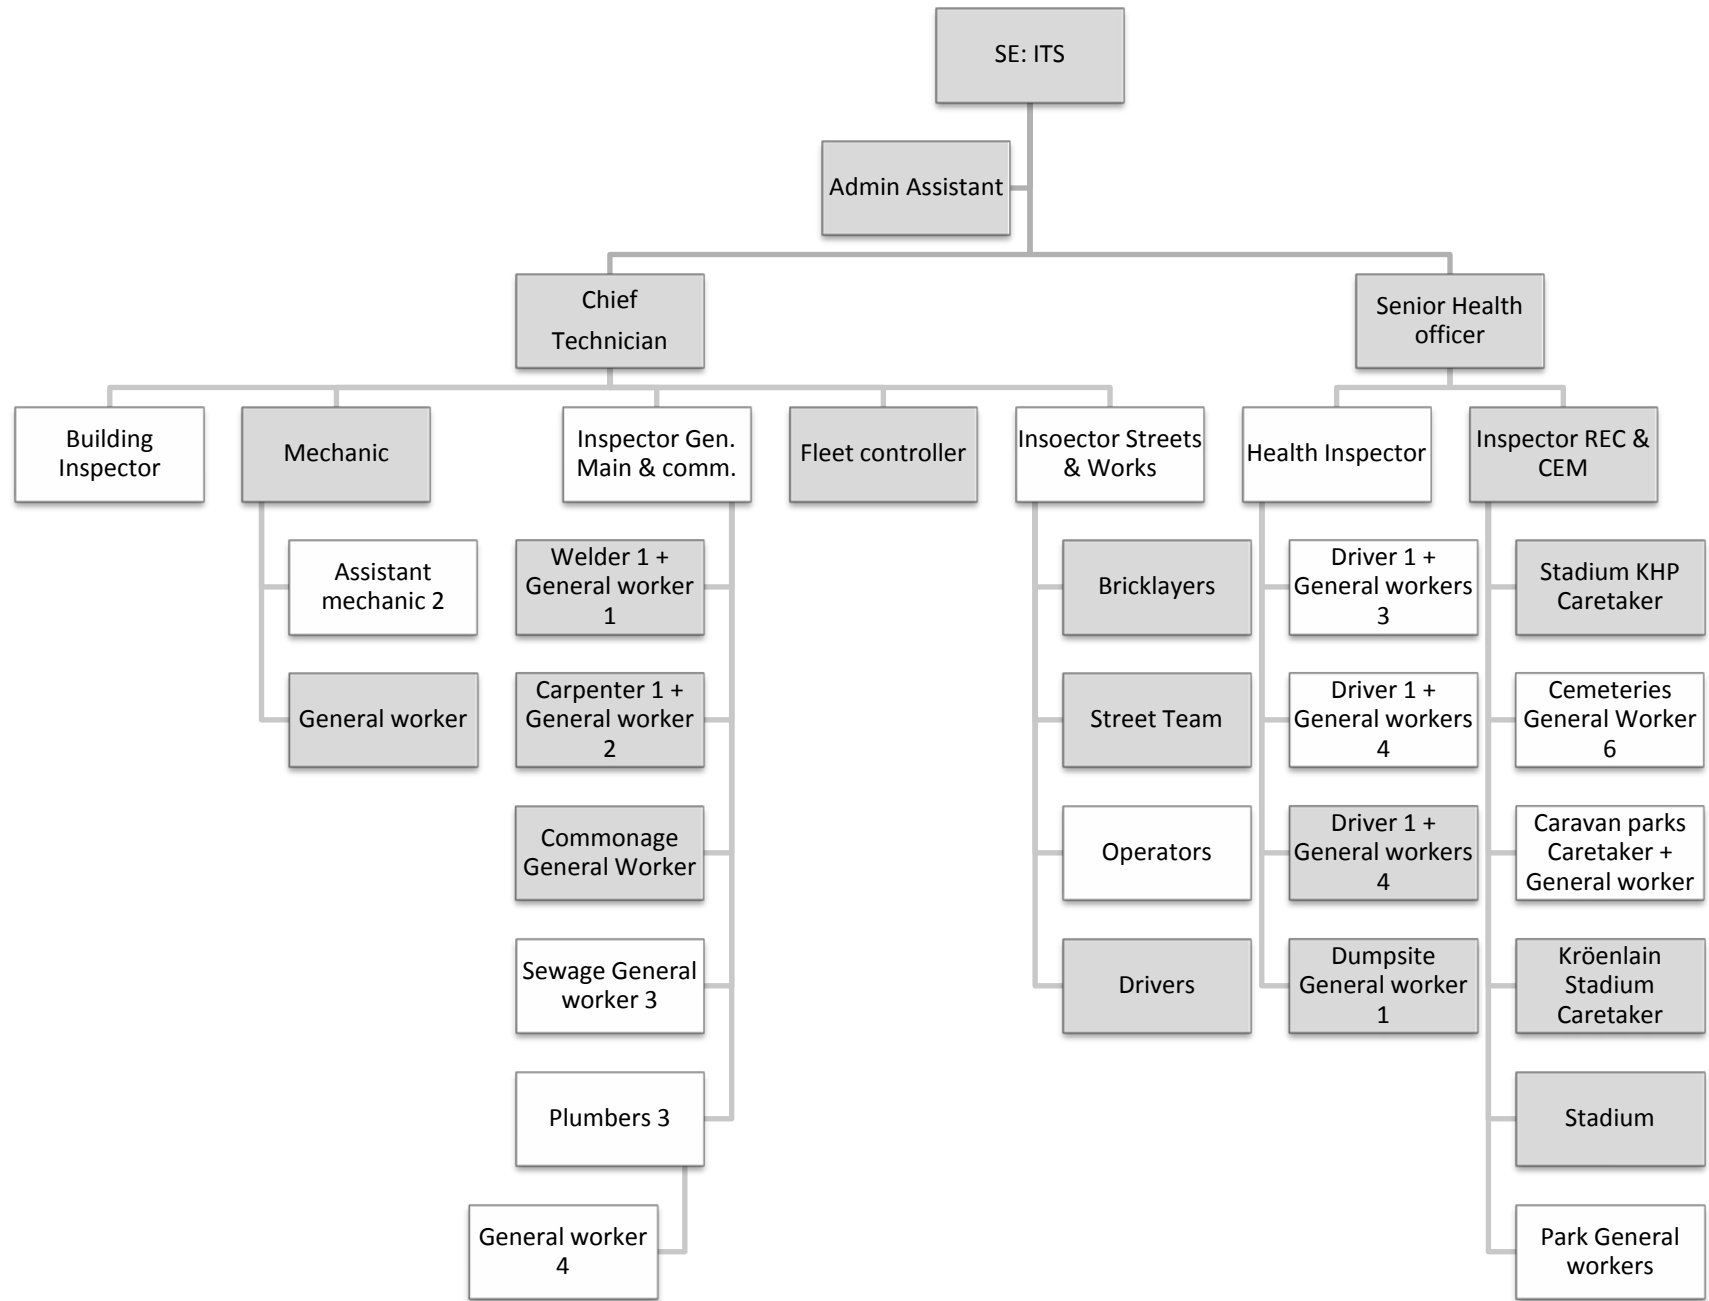 SE: ITS
Admin Assistant
Chief
Technician
Senior Health
officer
Building
Inspector
Mechanic
Inspector Gen.
Main & comm.
Fleet controller
Insoector Streets
& Works
Health Inspector
Inspector REC &
CEM
Assistant
mechanic 2
General worker
Welder 1 +
General worker
1
Carpenter 1 +
General worker
2
Commonage
General Worker
Sewage General
worker 3
Plumbers 3
General worker
4
Bricklayers
Street Team
Operators
Drivers
Driver 1 +
General workers
3
Driver 1 +
General workers
4
Driver 1 +
General workers
4
Dumpsite
General worker
1
Stadium KHP
Caretaker
Cemeteries
General Worker
6
Caravan parks
Caretaker +
General worker
Kröenlain
Stadium
Caretaker
Stadium
Park General
workers